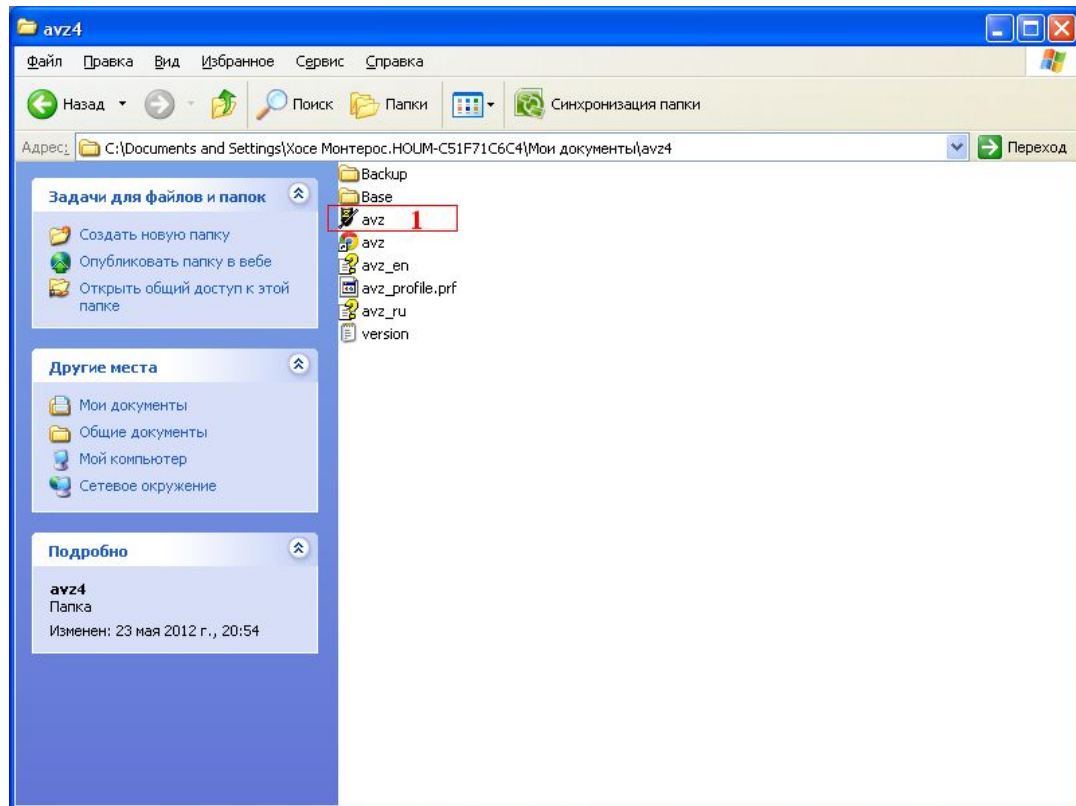 avz4
Файл Правка Вид Избранное Сервис Справка
Назад Поиск Папки Синхронизация папки
Адрес: C:\Documents and Settings\Хосе Монтерос.HOUM-C51F71C6C4\Мои документы\avz4 Переход
Задачи для файлов и папок
Создать новую папку
Опубликовать папку в вебе
Открыть общий доступ к этой
папке
Другие места
Мои документы
Общие документы
Мой компьютер
Сетевое окружение
Подробно
avz4
Папка
Изменен: 23 мая 2012 г., 20:54
Backup
Base
avz 1
avz
avz_en
avz_profile.prf
avz_ru
version